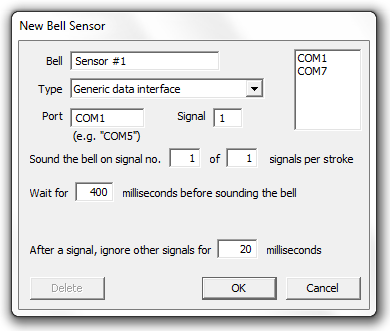 New Bell Sensor
Bell Sensor #1
COM1
COM7
Type Generic data interface
Port COM1 Signal 1
(e.g. "COM5")
Sound the bell on signal no. 1 of 1 signals per stroke
Wait for 400 milliseconds before sounding the bell
After a signal, ignore other signals for 20 milliseconds
Delete OK Cancel